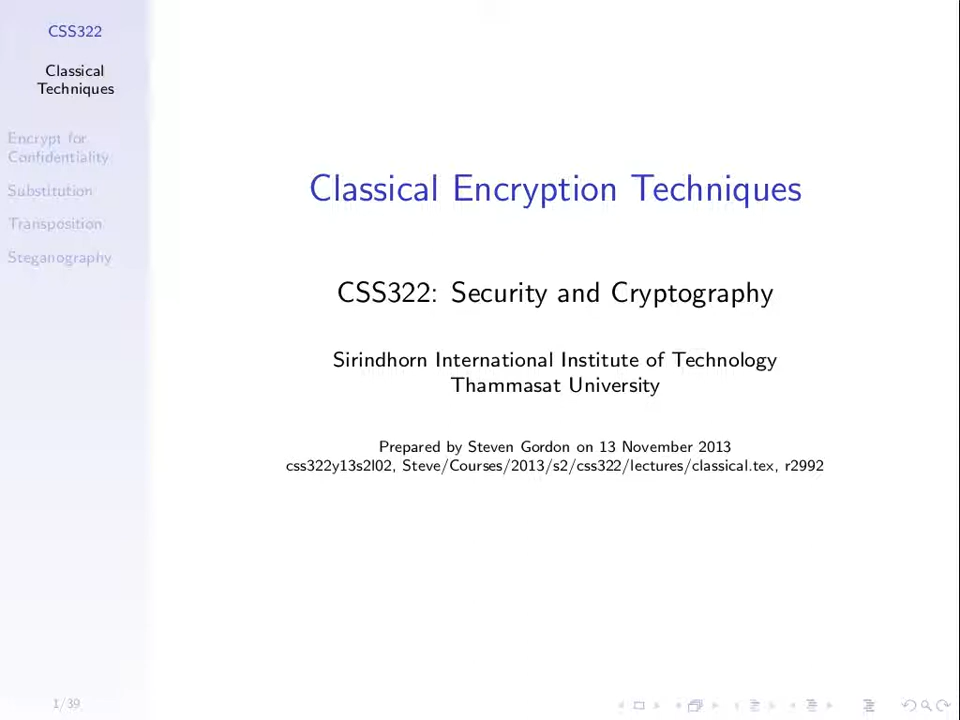 CSS322
Classical
Techniques
Encrypt for
Confidentiality
Substitution
Transposition
Steganography
Classical Encryption Techniques
CSS322: Security and Cryptography
Sirindhorn International Institute of Technology
Thammasat University
Prepared by Steven Gordon on 13 November 2013
css322y13s2l02, Steve/Courses/2013/s2/css322/lectures/classical.tex, r2992
1/39